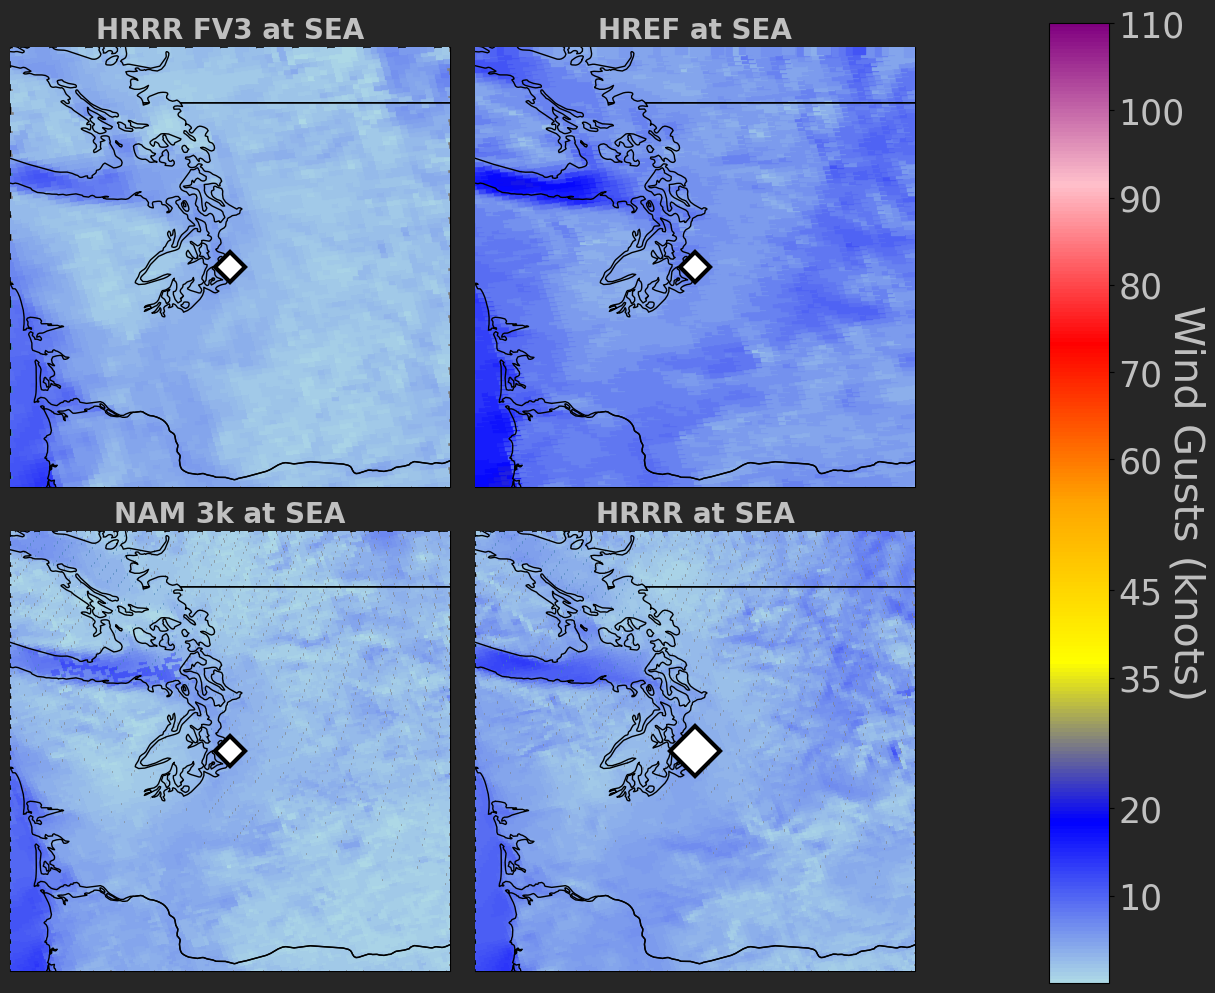 HRRR FV3 at SEA
HREF at SEA
NAM 3k at SEA
HRRR at SEA
110
100
90
80
70
60
45
35
20
10
Wind Gusts (knots)